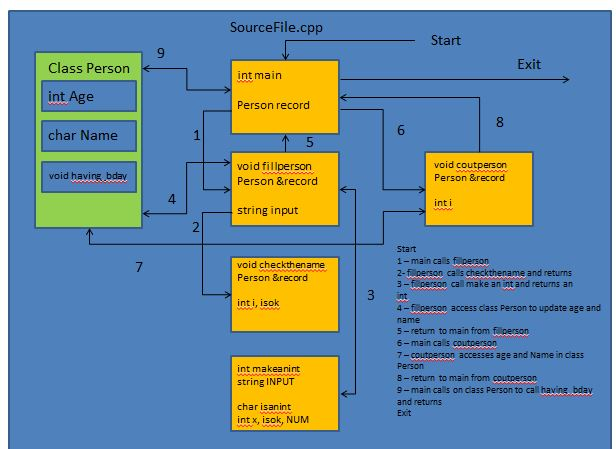 SourceFile.cpp
Start
Exit
9
Class Person
int Age
char Name
void having_bday
int main
Person record
1
5
6
8
void fillperson
Person &record
string input
void coutperson
Person &record
int i
4
2
7
3
void checkthename
Person &record
int i, isok
int makeanint
string INPUT
char isanint
int x, isok, NUM
Start
1 – main calls fillperson
2- fillperson calls checkthename and returns
3 – fillperson call make an int and returns an
int
4 – fillperson access class Person to update age and
name
5 – return to main from fillperson
6 – main calls coutperson
7 – coutperson accesses age and Name in class
Person
8 – return to main from coutperson
9 – main calls on class Person to call having_bday
and returns
Exit